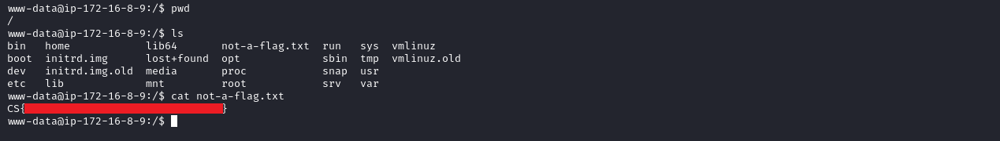 www-data@ip-172-16-8-9:/$ pwd
/
www-data@ip-172-16-8-9:/$ ls
bin   home            lib64       not-a-flag.txt  run   sys  vmlinuz
boot  initrd.img      lost+found  opt             sbin  tmp  vmlinuz.old
dev   initrd.img.old  media       proc            snap  usr
etc   lib             mnt         root            srv   var
www-data@ip-172-16-8-9:/$ cat not-a-flag.txt
CS{}
www-data@ip-172-16-8-9:/$